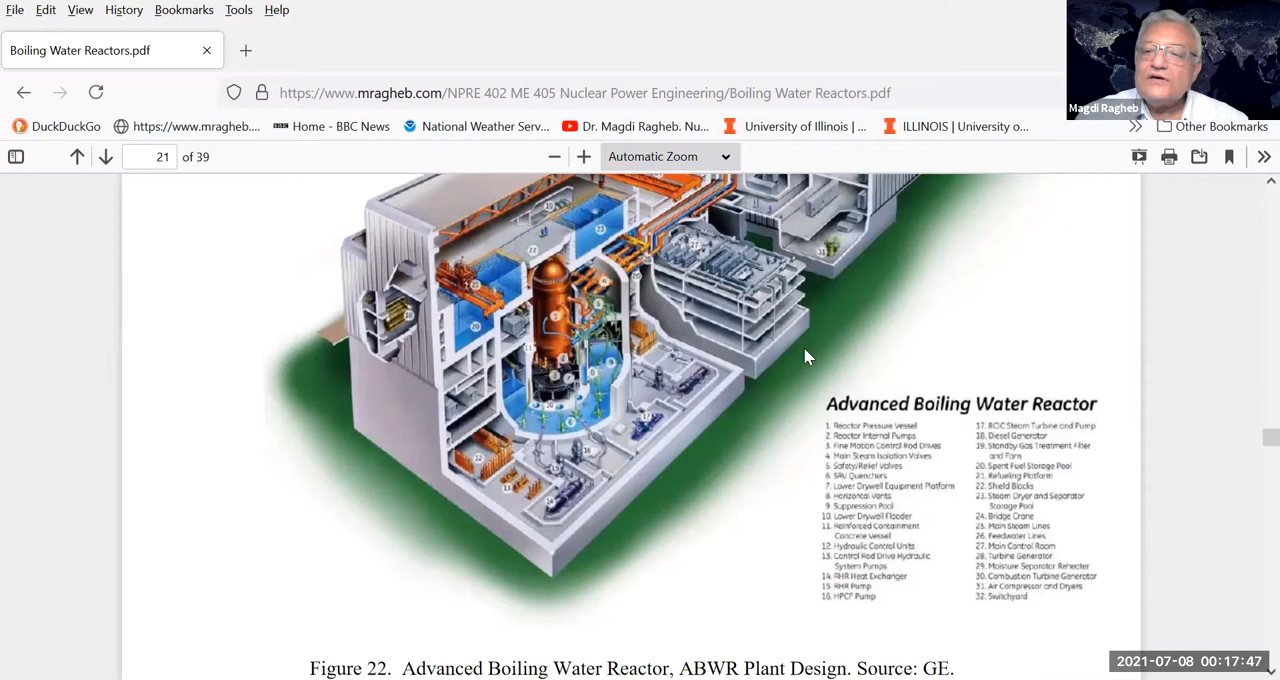 File Edit View History Bookmarks Tools Help
Boiling Water Reactors.pdf
https://www.mragheb.com/NPRE 402 ME 405 Nuclear Power Engineering/Boiling Water Reactors.pdf
Magdi Ragheb
DuckDuckGo https://www.mragheb.... BBC Home - BBC News National Weather Serv... Dr. Magdi Ragheb. Nu... University of Illinois |... ILLINOIS | University o... Other Bookmarks
21 of 39 Automatic Zoom
Advanced Boiling Water Reactor
1. Reactor Pressure Vessel
2. Reactor Internal Pumps
3. Fine Motion Control Rod Drives
4. Main Steam Isolation Valves
5. Safety/Relief Valves
6. SRV Quenchers
7. Lower Drywell Equipment Platform
8. Horizontal Vents
9. Suppression Pool
10. Lower Drywell Flooder
11. Reinforced Containment
Concrete Vessel
12. Hydraulic Control Units
13. Control Rod Drive Hydraulic
System Pumps
14. RHR Heat Exchanger
15. RHR Pump
16. HPCF Pump
17. RCIC Steam Turbine and Pump
18. Diesel Generator
19. Standby Gas Treatment Filter
and Fans
20. Spent Fuel Storage Pool
21. Refueling Platform
22. Shield Blocks
23. Steam Dryer and Separator
Storage Pool
24. Bridge Crane
25. Main Steam Lines
26. Feedwater Lines
27. Main Control Room
28. Turbine Generator
29. Moisture Separator Reheater
30. Combustion Turbine Generator
31. Air Compressor and Dryers
32. Switchyard
Figure 22. Advanced Boiling Water Reactor, ABWR Plant Design. Source: GE.
2021-07-08 00:17:47